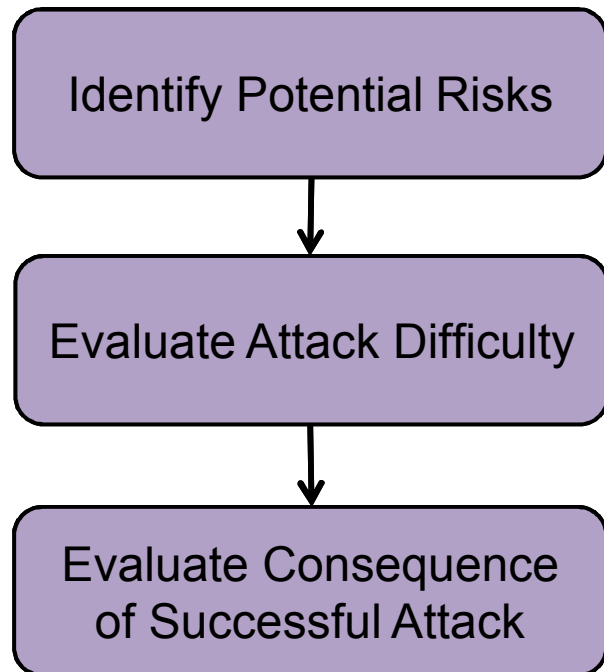 Identify Potential Risks
Evaluate Attack Difficulty
Evaluate Consequence
of Successful Attack